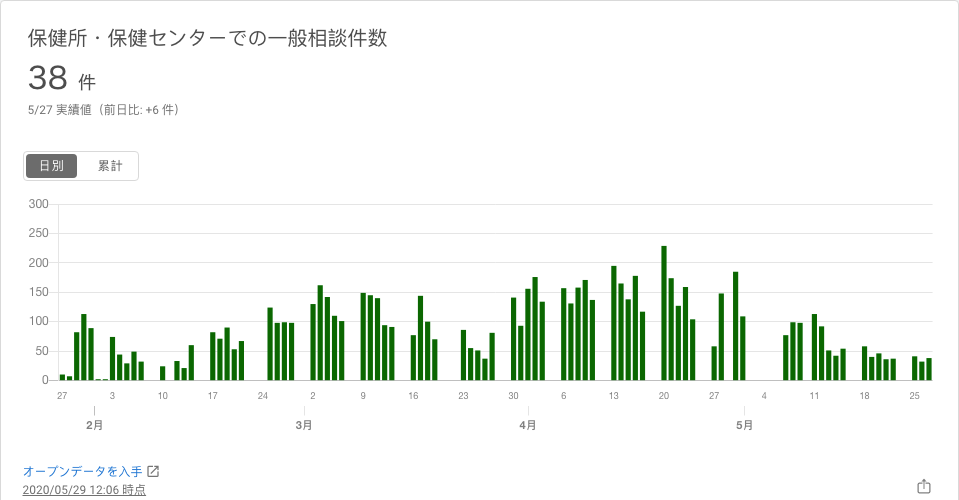 保健所・保健センターでの一般相談件数
38 件
5/27 実績値（前日比: +6 件）
日別 累計
300
250
200
150
100
50
0
27 3 10 17 24 2 9 16 23 30 6 13 20 27 4 11 18 25
2月 3月 4月 5月
オープンデータを入手
2020/05/29 12:06 時点